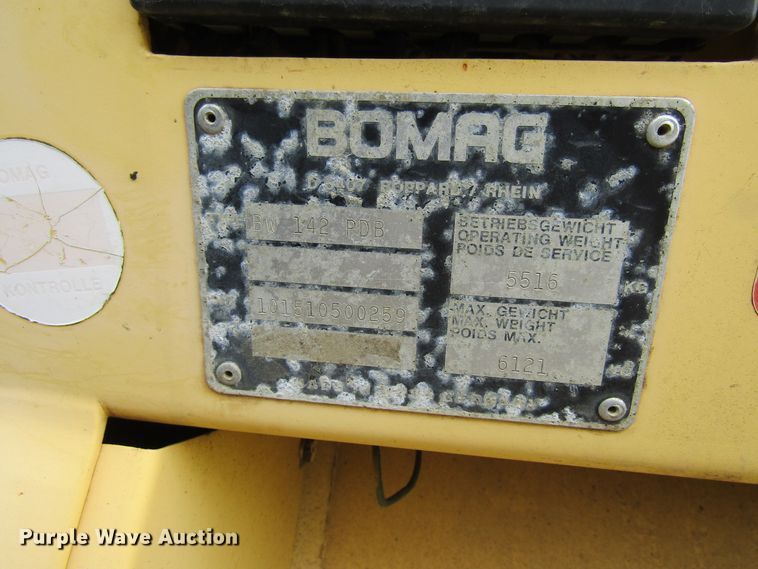 BOMAG
BOPPARD / RHEIN
BW 142 PDB
BETRIEBSGEWICHT
OPERATING WEIGHT
POIDS DE SERVICE
5516
KG
101510500259
MAX. GEWICHT
MAX. WEIGHT
POIDS MAX.
6121
KONTROLLE
Purple Wave Auction